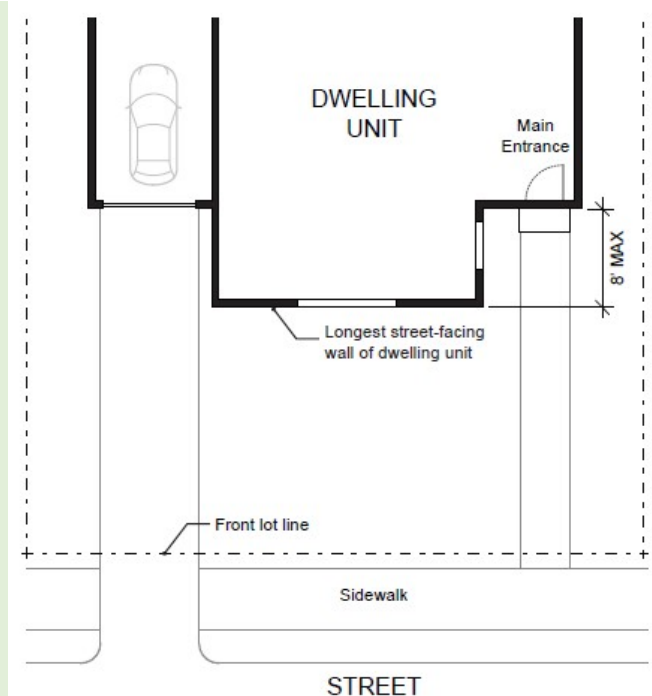 DWELLING
UNIT
Main
Entrance
8' MAX
Longest street-facing
wall of dwelling unit
Front lot line
Sidewalk
STREET